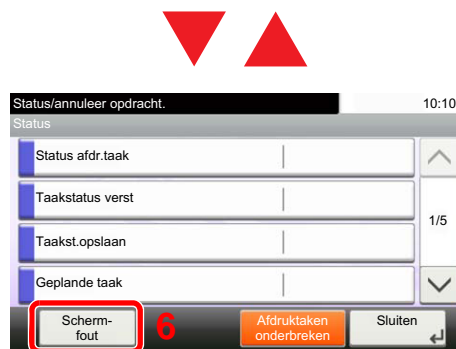 Status/annuleer opdracht. 10:10
Status
Status afdr.taak
Taakstatus verst
1/5
Taakst.opslaan
Geplande taak
Scherm-
fout
6
Afdruktaken
onderbreken
Sluiten